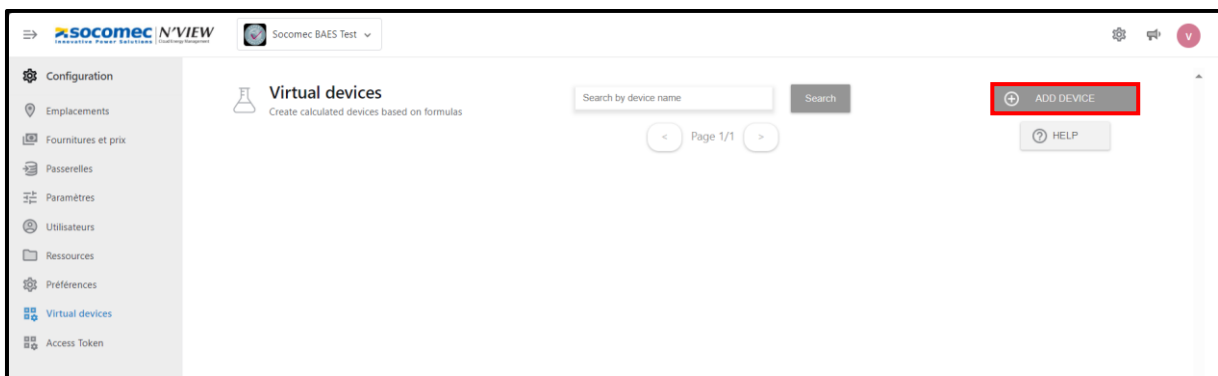 socomec N'VIEW
Innovative Power Solutions
Socomec BAES Test
V
Configuration
Emplacements
Fournitures et prix
Passerelles
Paramètres
Utilisateurs
Ressources
Préférences
Virtual devices
Access Token
Virtual devices
Create calculated devices based on formulas
Search by device name
Search
< Page 1/1 >
ADD DEVICE
HELP